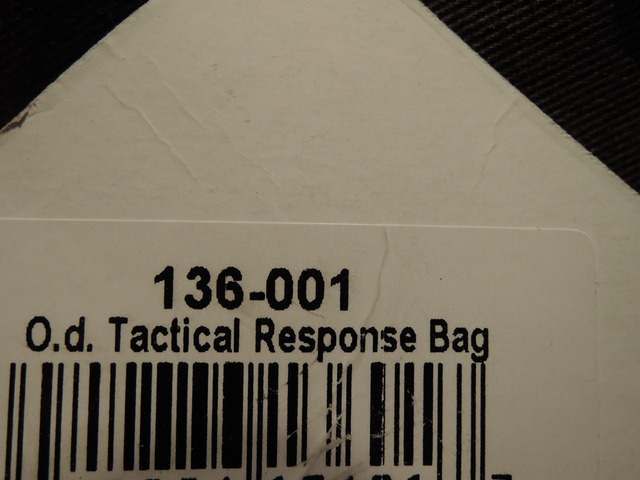 136-001
O.d. Tactical Response Bag